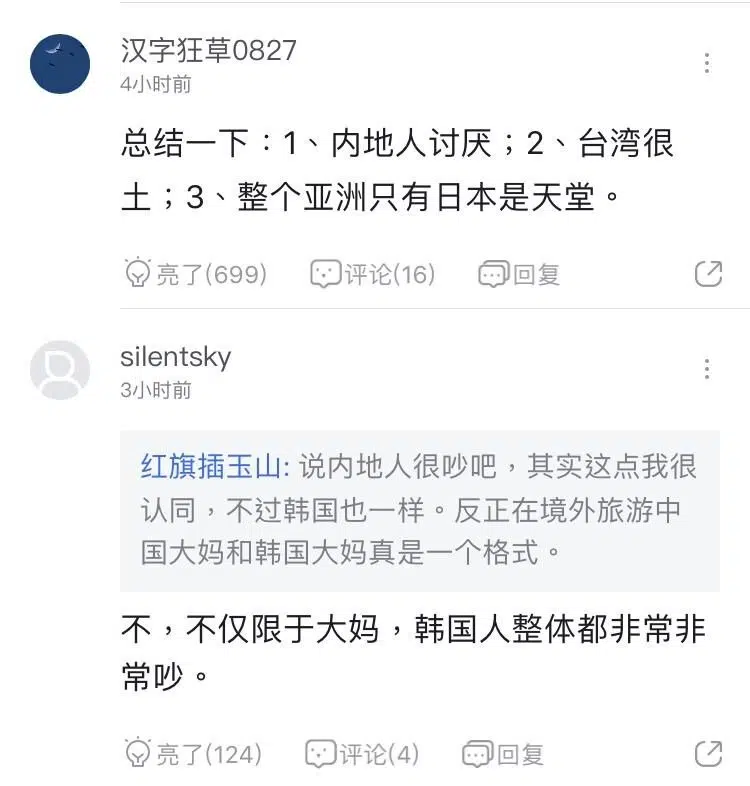 汉字狂草0827
4小时前
总结一下：1、内地人讨厌；2、台湾很
土；3、整个亚洲只有日本是天堂。
亮了(699) 评论(16) 回复
silentsky
3小时前
红旗插玉山: 说内地人很吵吧，其实这点我很
认同，不过韩国也一样。反正在境外旅游中
国大妈和韩国大妈真是一个格式。
不，不仅限于大妈，韩国人整体都非常非
常吵。
亮了(124) 评论(4) 回复